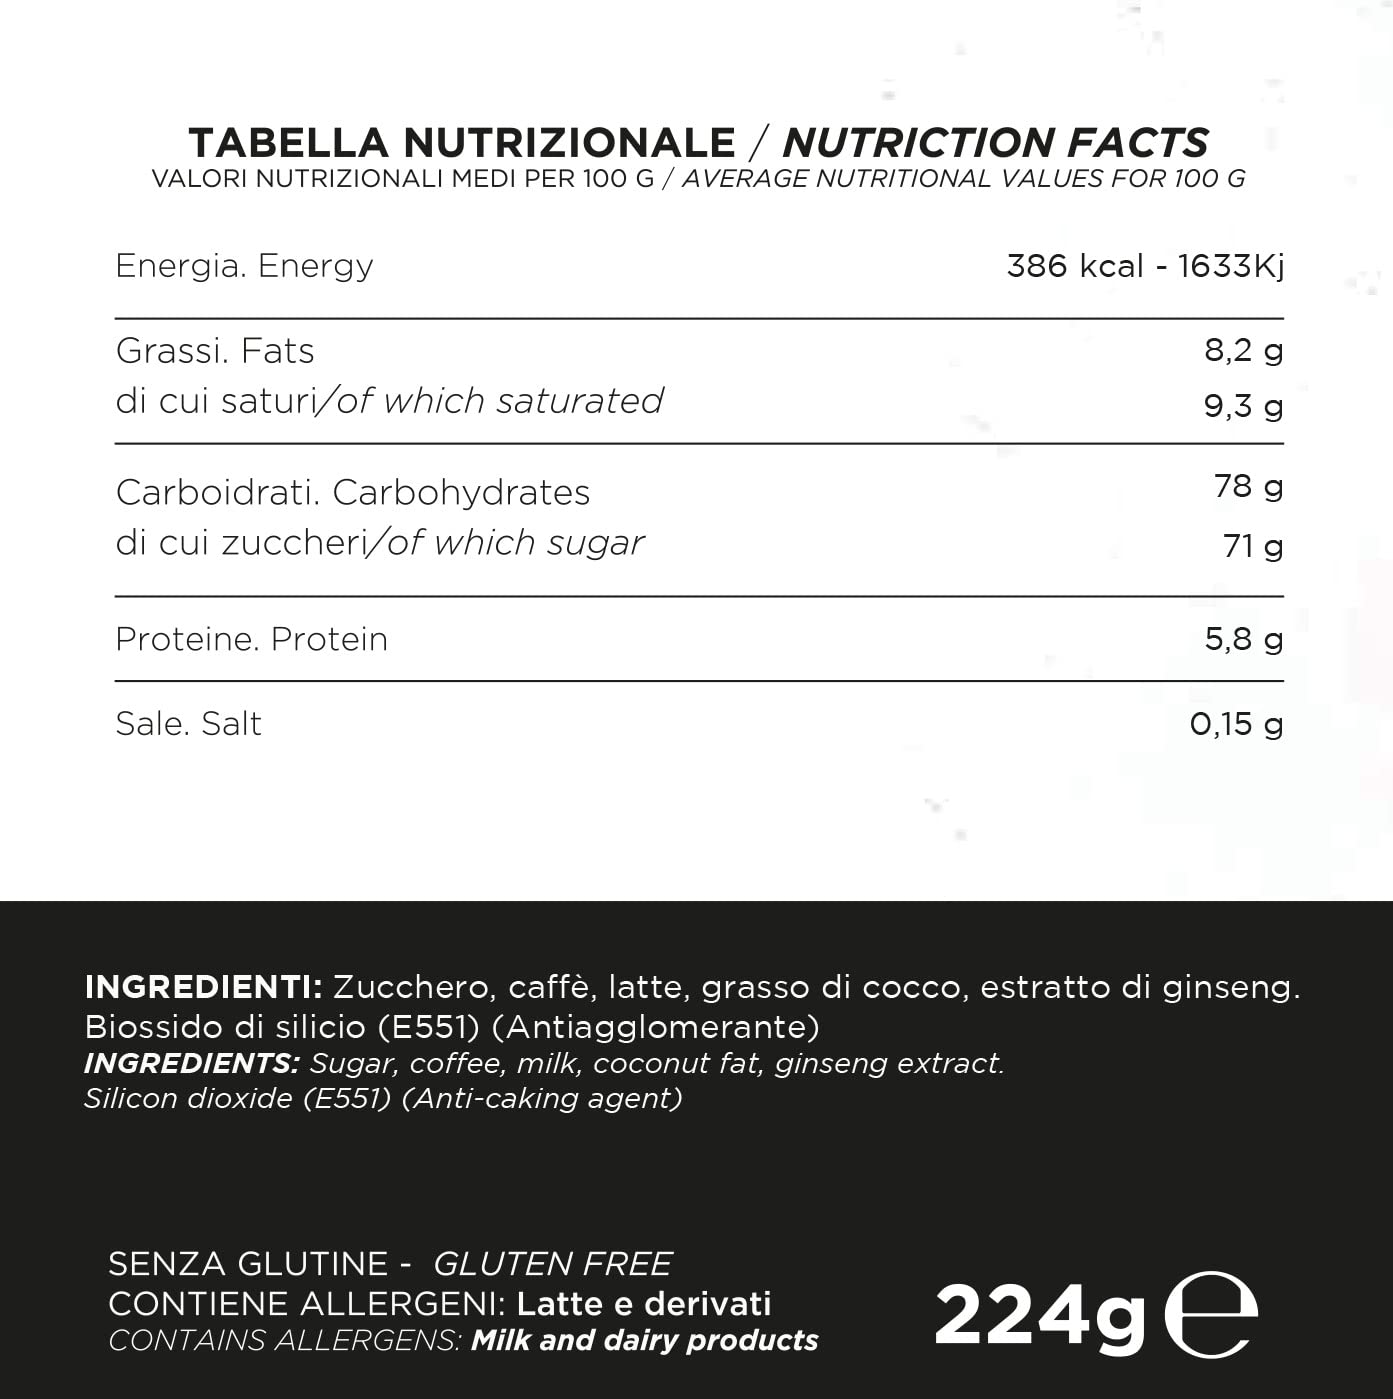 TABELLA NUTRIZIONALE / NUTRICTION FACTS
VALORI NUTRIZIONALI MEDI PER 100 G / AVERAGE NUTRITIONAL VALUES FOR 100 G
Energia. Energy 386 kcal - 1633Kj
Grassi. Fats 8,2 g
di cui saturi/of which saturated 9,3 g
Carboidrati. Carbohydrates 78 g
di cui zuccheri/of which sugar 71 g
Proteine. Protein 5,8 g
Sale. Salt 0,15 g
INGREDIENTI: Zucchero, caffè, latte, grasso di cocco, estratto di ginseng.
Biossido di silicio (E551) (Antiagglomerante)
INGREDIENTS: Sugar, coffee, milk, coconut fat, ginseng extract.
Silicon dioxide (E551) (Anti-caking agent)
SENZA GLUTINE - GLUTEN FREE
CONTIENE ALLERGENI: Latte e derivati
CONTAINS ALLERGENS: Milk and dairy products
224g ℮